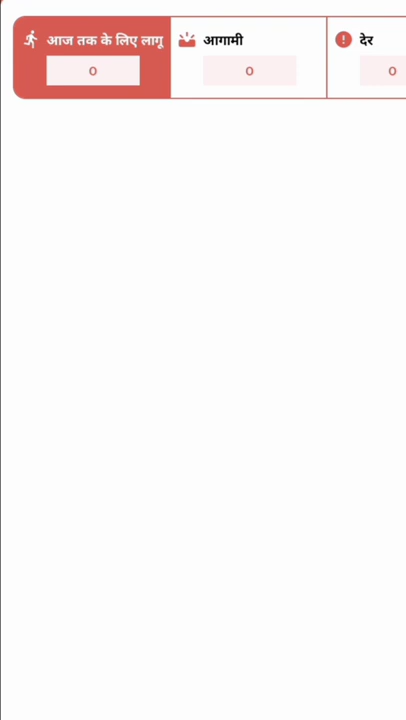 आज तक के लिए लागू
0
आगामी
0
देर
0